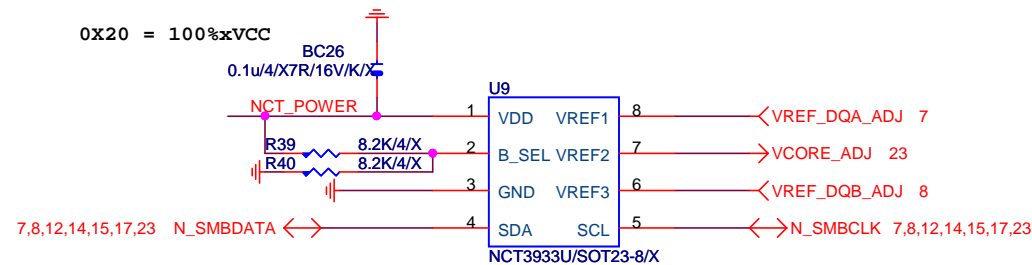 0X20 = 100%xVCC
BC26
0.1u/4/X7R/16V/K/X
U9
NCT_POWER
1 VDD VREF1 8 VREF_DQA_ADJ 7
R39 8.2K/4/X
2 B_SEL VREF2 7 VCORE_ADJ 23
R40 8.2K/4/X
3 GND VREF3 6 VREF_DQB_ADJ 8
7,8,12,14,15,17,23 N_SMBDATA 4 SDA SCL 5 N_SMBCLK 7,8,12,14,15,17,23
NCT3933U/SOT23-8/X